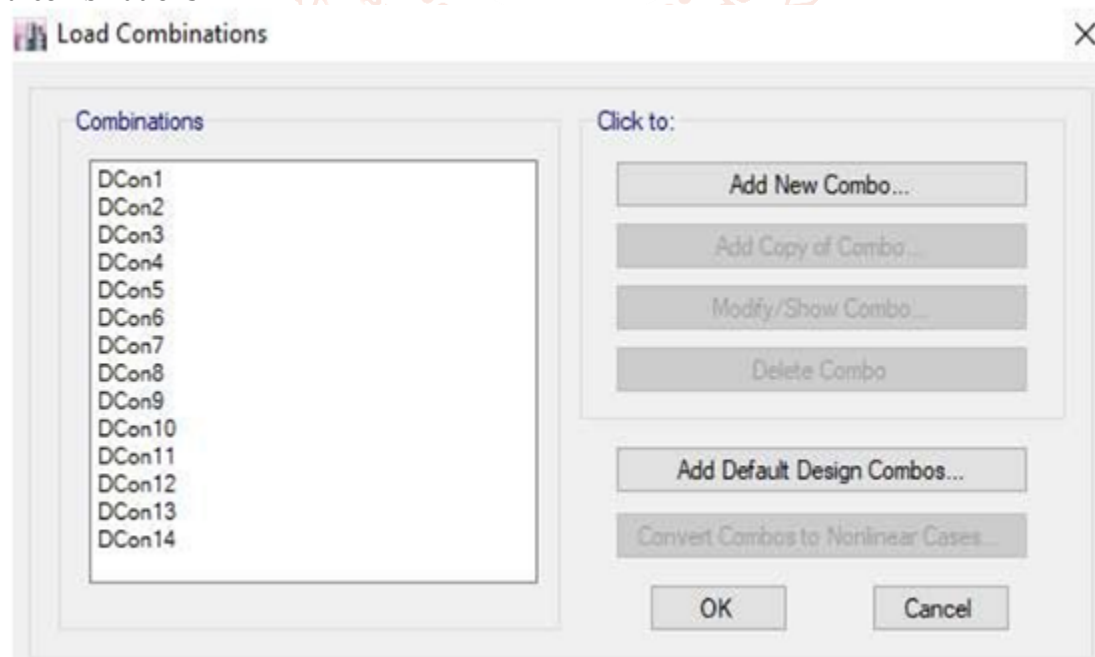 Load Combinations
Combinations
DCon1
DCon2
DCon3
DCon4
DCon5
DCon6
DCon7
DCon8
DCon9
DCon10
DCon11
DCon12
DCon13
DCon14
Click to:
Add New Combo...
Add Copy of Combo...
Modify/Show Combo...
Delete Combo
Add Default Design Combos...
Convert Combos to Nonlinear Cases...
OK
Cancel